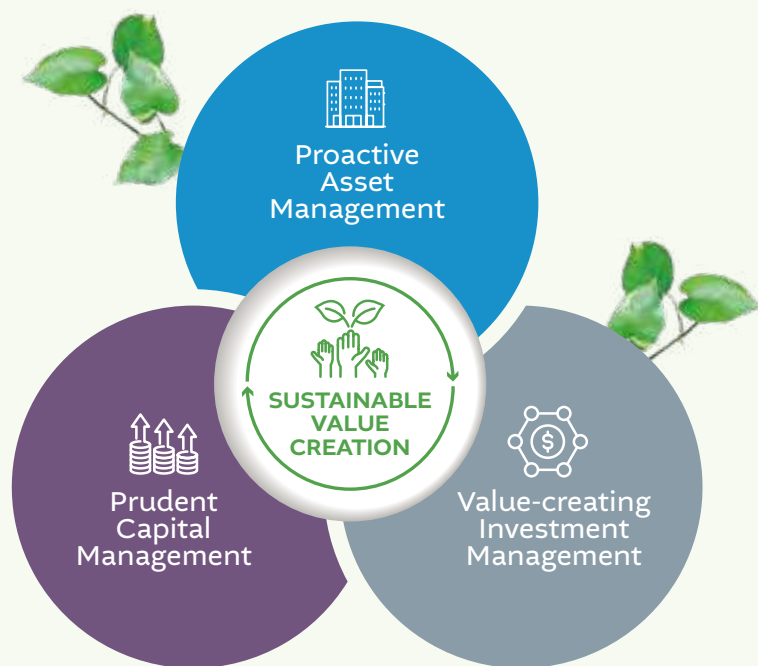 Proactive
Asset
Management
SUSTAINABLE
VALUE
CREATION
Prudent
Capital
Management
$
Value-creating
Investment
Management